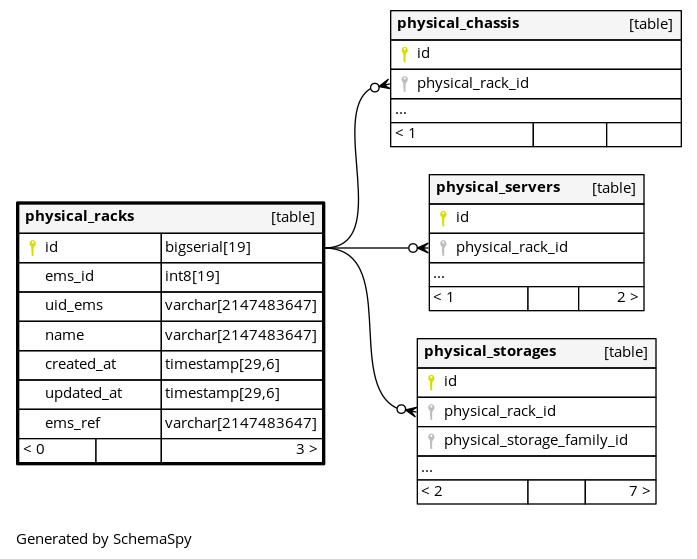 physical_chassis [table]
id
physical_rack_id
...
< 1
physical_servers [table]
id
physical_rack_id
...
< 1 2 >
physical_racks [table]
id bigserial[19]
ems_id int8[19]
uid_ems varchar[2147483647]
name varchar[2147483647]
created_at timestamp[29,6]
updated_at timestamp[29,6]
ems_ref varchar[2147483647]
< 0 3 >
physical_storages [table]
id
physical_rack_id
physical_storage_family_id
...
< 2 7 >
Generated by SchemaSpy